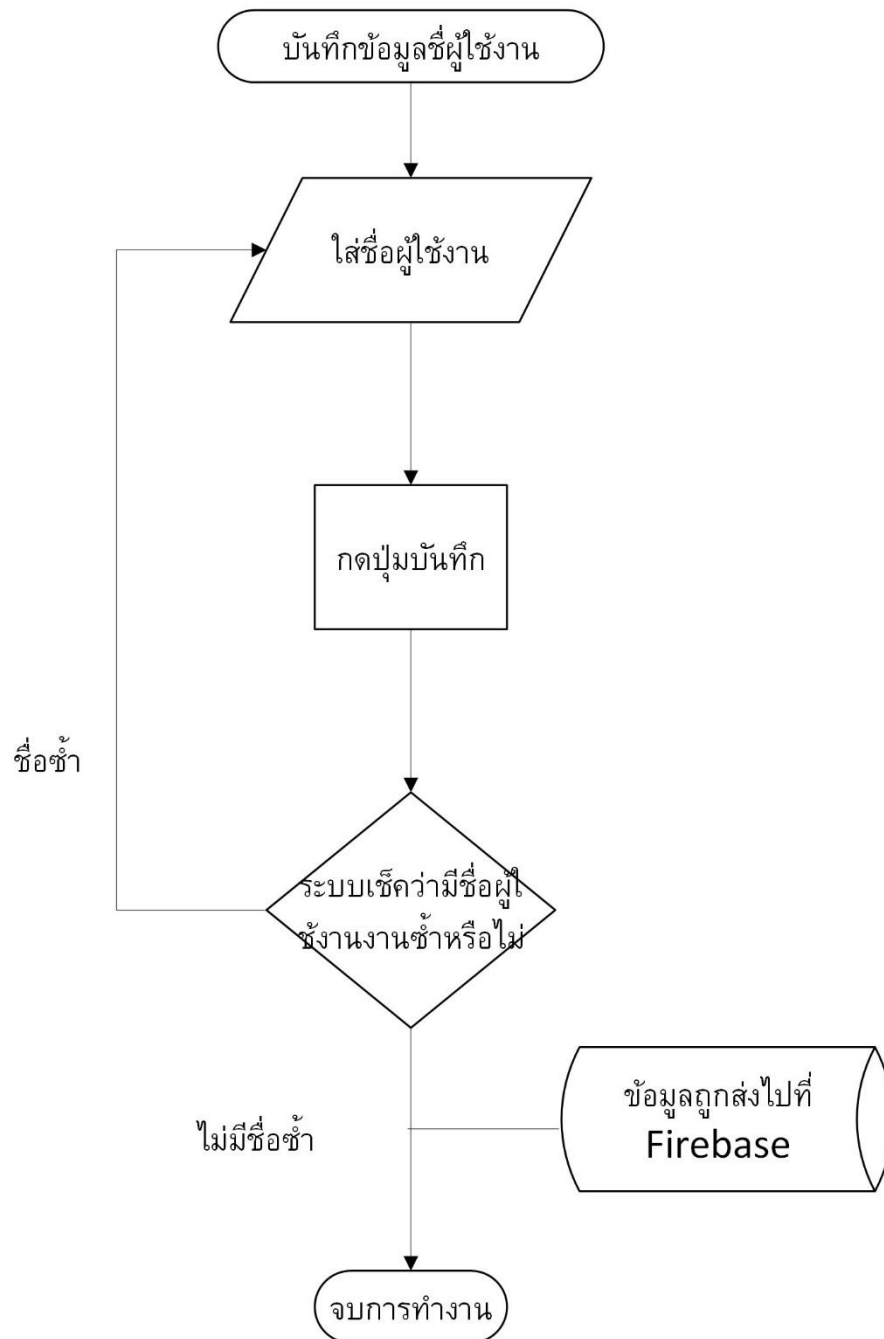 บันทึกข้อมูลชื่ผู้ใช้งาน
ใส่ชื่อผู้ใช้งาน
กดปุ่มบันทึก
ชื่อซ้ำ
ระบบเช็คว่ามีชื่อผู้ใ
ช้งานงานซ้ำหรือไม่
ข้อมูลถูกส่งไปที่
Firebase
ไม่มีชื่อซ้ำ
จบการทำงาน